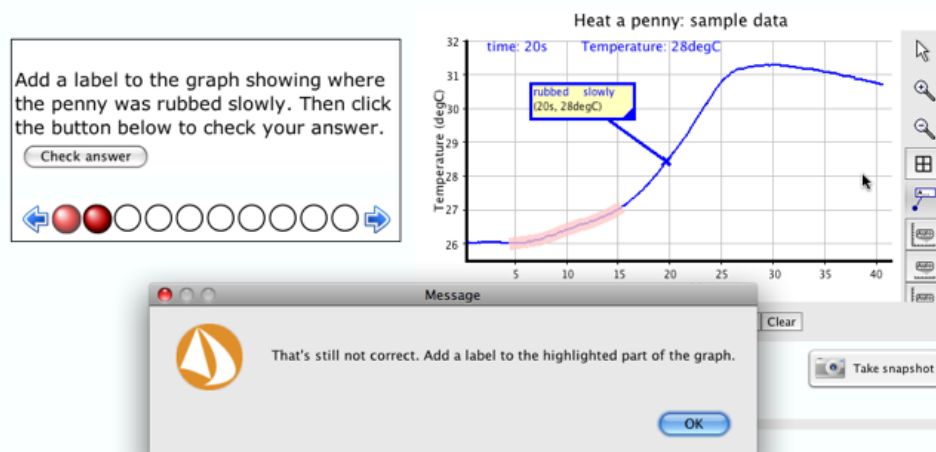 Heat a penny: sample data
Add a label to the graph showing where
the penny was rubbed slowly. Then click
the button below to check your answer.
Check answer
time: 20s Temperature: 28degC
rubbed slowly
(20s, 28degC)
Temperature (degC)
32
31
30
29
28
27
26
5 10 15 20 25 30 35 40
Message
That's still not correct. Add a label to the highlighted part of the graph.
OK
Clear
Take snapshot